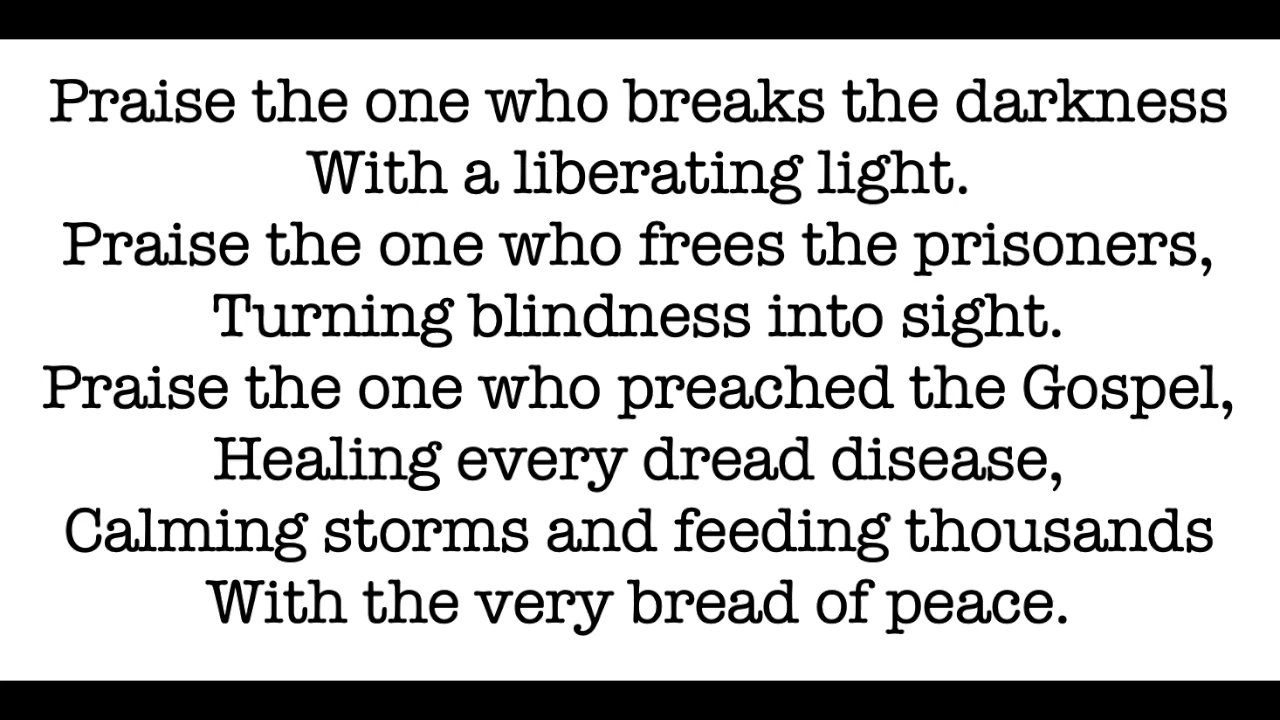 Praise the one who breaks the darkness
With a liberating light.
Praise the one who frees the prisoners,
Turning blindness into sight.
Praise the one who preached the Gospel,
Healing every dread disease,
Calming storms and feeding thousands
With the very bread of peace.